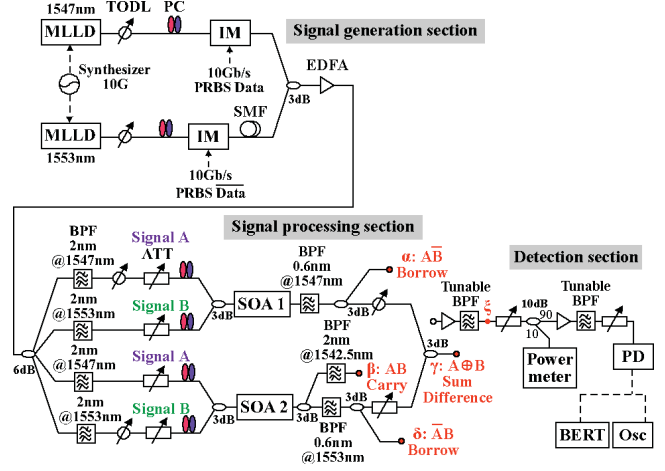 1547nm
TODL
PC
MLLD
IM
Signal generation section
Synthesizer
10G
10Gb/s
PRBS Data
EDFA
3dB
SMF
MLLD
IM
1553nm
10Gb/s
PRBS D̅a̅t̅a̅
Signal processing section
BPF
2nm
@1547nm
Signal A
ATT
2nm
@1553nm
Signal B
3dB
SOA 1
BPF
0.6nm
@1547nm
α: AB̅
Borrow
3dB
6dB
2nm
@1547nm
Signal A
2nm
@1553nm
Signal B
3dB
SOA 2
BPF
2nm
@1542.5nm
β: AB
Carry
3dB
3dB
BPF
0.6nm
@1553nm
δ: A̅B
Borrow
3dB
γ: A⊕B
Sum
Difference
Detection section
Tunable
BPF
ξ
10dB
90
10
Tunable
BPF
Power
meter
PD
BERT
Osc